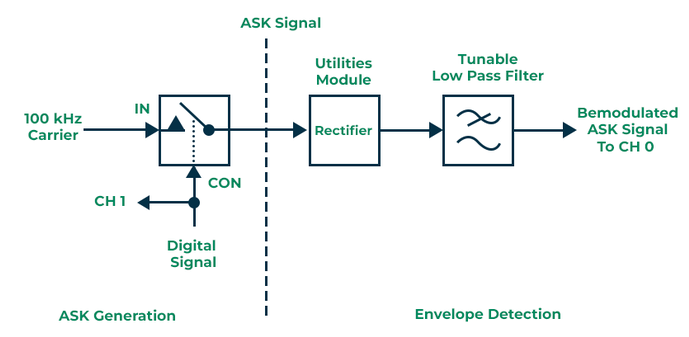 ASK Signal
Utilities
Module
Tunable
Low Pass Filter
100 kHz
Carrier
IN
Rectifier
Bemodulated
ASK Signal
To CH 0
CON
CH 1
Digital
Signal
ASK Generation
Envelope Detection